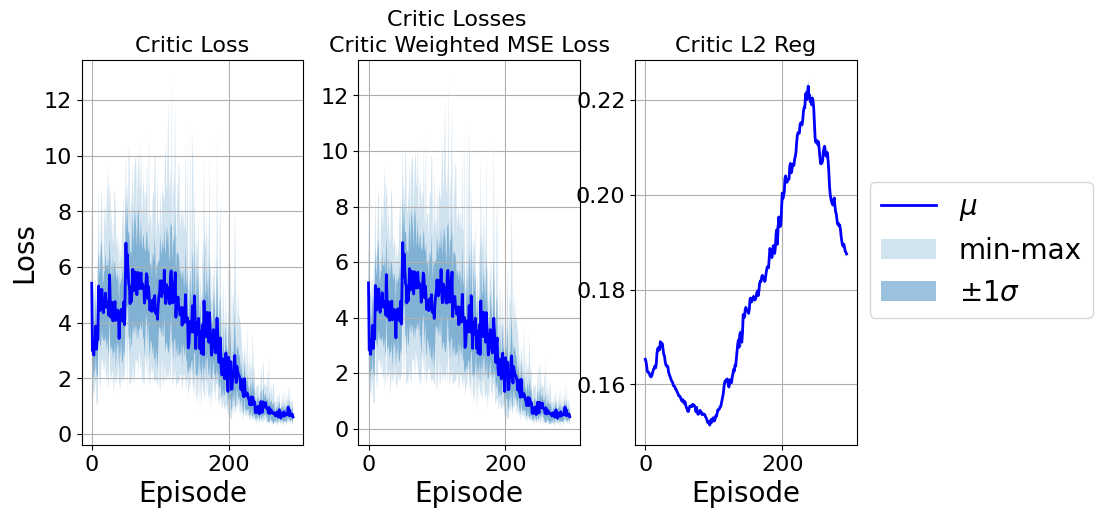 Critic Losses
Critic Loss
Critic Weighted MSE Loss
Critic L2 Reg
Loss
12
10
8
6
4
2
0
0
200
Episode
12
10
8
6
4
2
0
0
200
Episode
0.22
0.20
0.18
0.16
0
200
Episode
μ
min-max
±1σ